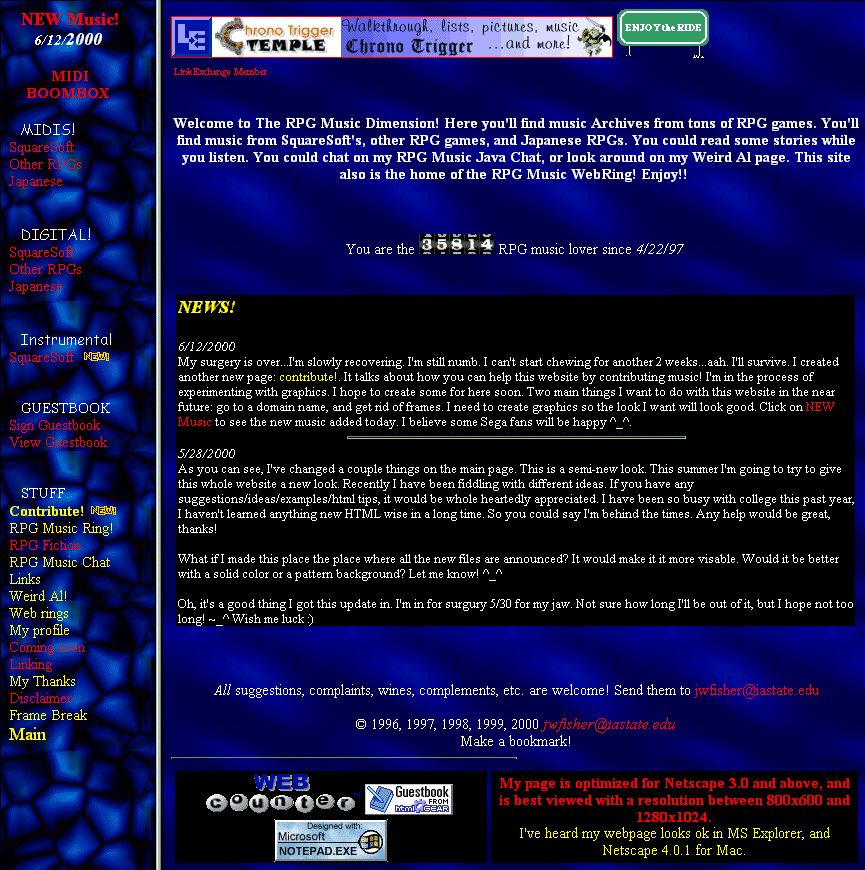 NEW Music!
6/12/2000
MIDI
BOOMBOX
MIDIS!
SquareSoft
Other RPGs
Japanese
DIGITAL!
SquareSoft
Other RPGs
Japanese
Instrumental
SquareSoft NEW!
GUESTBOOK
Sign Guestbook
View Guestbook
STUFF..
Contribute! NEW!
RPG Music Ring!
RPG Fiction
RPG Music Chat
Links
Weird Al!
Web rings
My profile
Coming soon
Linking
My Thanks
Disclaimer
Frame Break
Main
LE
Chrono Trigger
TEMPLE
Walkthrough, lists, pictures, music
Chrono Trigger ...and more!
ENJOY the RIDE
LinkExchange Member
Welcome to The RPG Music Dimension! Here you'll find music Archives from tons of RPG games. You'll
find music from SquareSoft's, other RPG games, and Japanese RPGs. You could read some stories while
you listen. You could chat on my RPG Music Java Chat, or look around on my Weird Al page. This site
also is the home of the RPG Music WebRing! Enjoy!!
You are the 35814 RPG music lover since 4/22/97
NEWS!
6/12/2000
My surgery is over...I'm slowly recovering. I'm still numb. I can't start chewing for another 2 weeks...aah. I'll survive. I created
another new page: contribute!. It talks about how you can help this website by contributing music! I'm in the process of
experimenting with graphics. I hope to create some for here soon. Two main things I want to do with this website in the near
future: go to a domain name, and get rid of frames. I need to create graphics so the look I want will look good. Click on NEW
Music to see the new music added today. I believe some Sega fans will be happy ^_^.
5/28/2000
As you can see, I've changed a couple things on the main page. This is a semi-new look. This summer I'm going to try to give
this whole website a new look. Recently I have been fiddling with different ideas. If you have any
suggestions/ideas/examples/html tips, it would be whole heartedly appreciated. I have been so busy with college this past year,
I haven't learned anything new HTML wise in a long time. So you could say I'm behind the times. Any help would be great,
thanks!
What if I made this place the place where all the new files are announced? It would make it it more visable. Would it be better
with a solid color or a pattern background? Let me know! ^_^
Oh, it's a good thing I got this update in. I'm in for surgury 5/30 for my jaw. Not sure how long I'll be out of it, but I hope not too
long! ~_^ Wish me luck :)
All suggestions, complaints, wines, complements, etc. are welcome! Send them to jwfisher@iastate.edu
© 1996, 1997, 1998, 1999, 2000 jwfisher@iastate.edu
Make a bookmark!
WEB
counter
Guestbook
FROM
html GEAR
Designed with:
Microsoft
NOTEPAD.EXE
My page is optimized for Netscape 3.0 and above, and
is best viewed with a resolution between 800x600 and
1280x1024.
I've heard my webpage looks ok in MS Explorer, and
Netscape 4.0.1 for Mac.